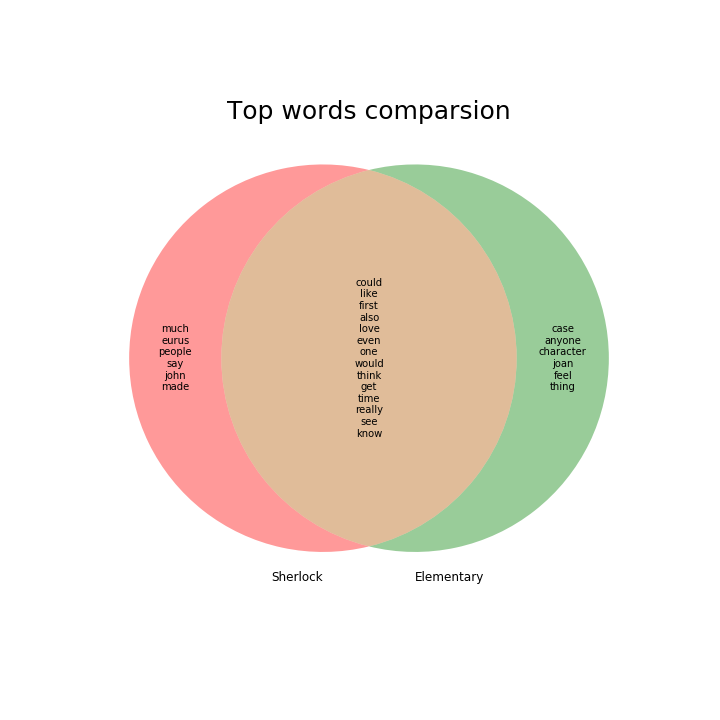 Top words comparsion
much
eurus
people
say
john
made
could
like
first
also
love
even
one
would
think
get
time
really
see
know
case
anyone
character
joan
feel
thing
Sherlock
Elementary